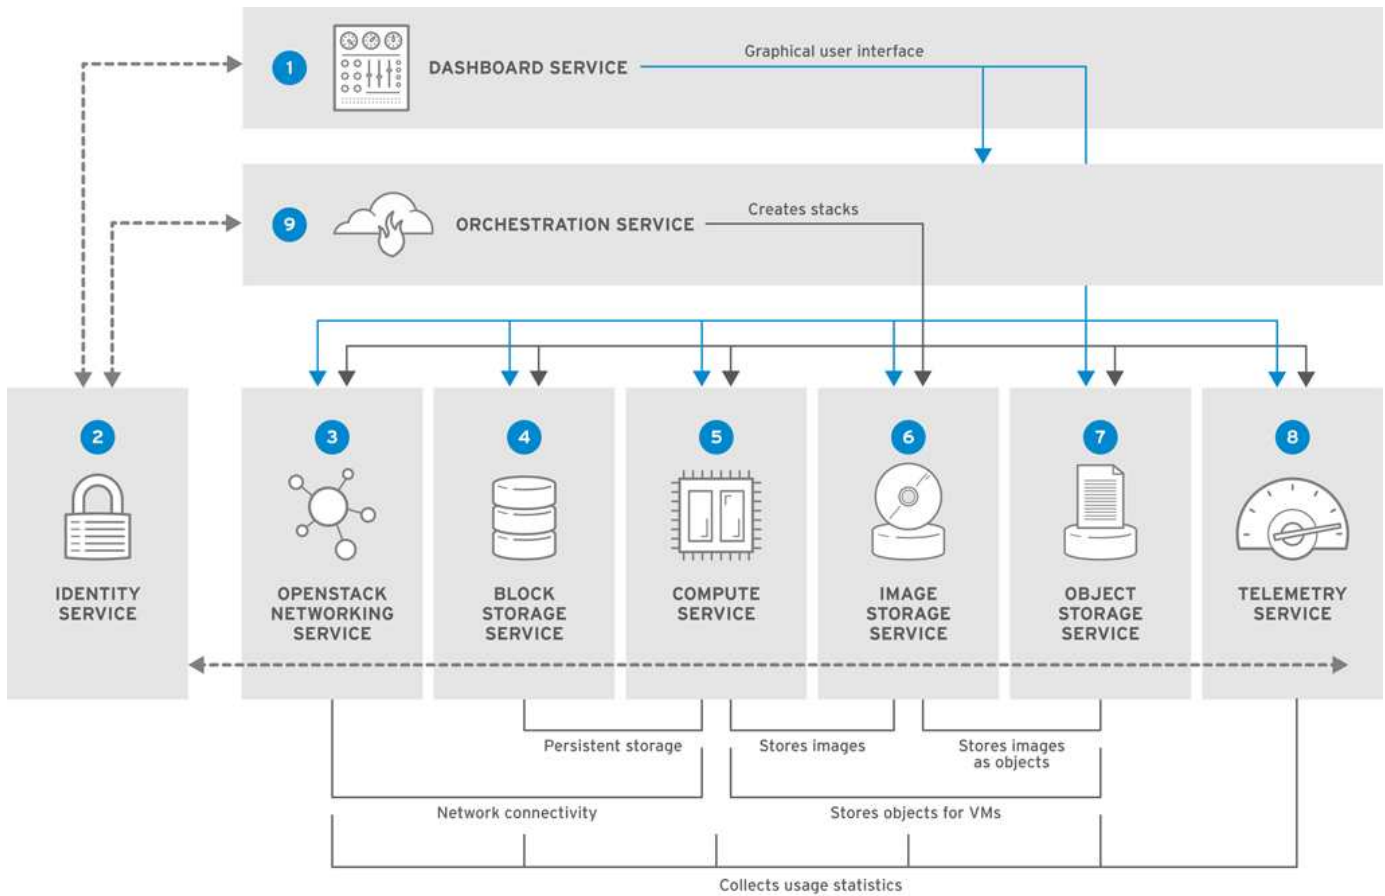 1
DASHBOARD SERVICE
Graphical user interface
9
ORCHESTRATION SERVICE
Creates stacks
2
IDENTITY
SERVICE
3
OPENSTACK
NETWORKING
SERVICE
4
BLOCK
STORAGE
SERVICE
5
COMPUTE
SERVICE
6
IMAGE
STORAGE
SERVICE
7
OBJECT
STORAGE
SERVICE
8
TELEMETRY
SERVICE
Persistent storage
Stores images
Stores images
as objects
Network connectivity
Stores objects for VMs
Collects usage statistics